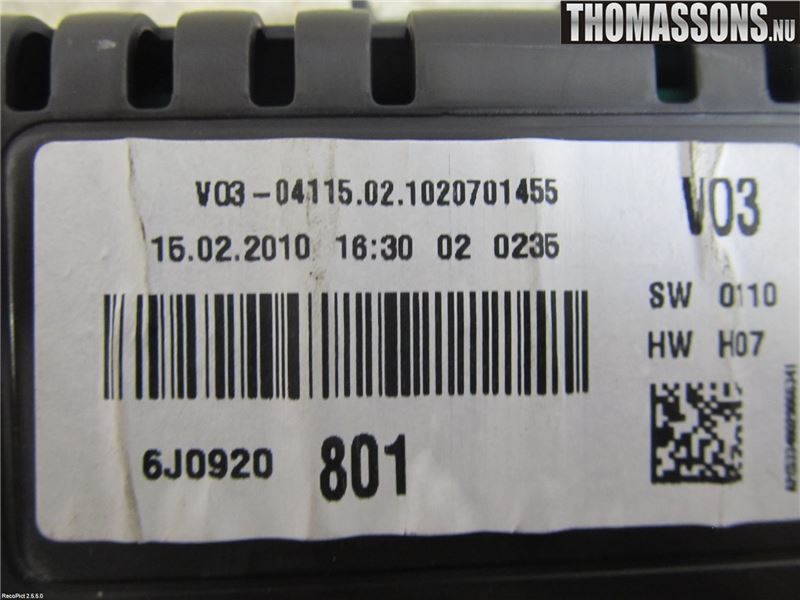 THOMASSONS.NU
V03-04115.02.1020701455
V03
15.02.2010 16:30 02 0235
SW 0110
HW H07
6J0920 801
RecoPict 2.5.5.0